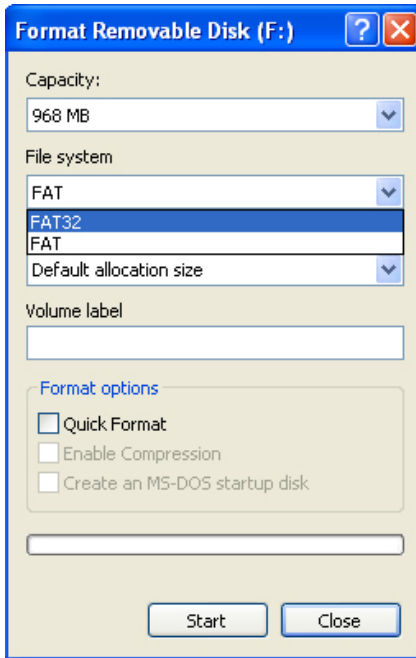 Format Removable Disk (F:)
Capacity:
968 MB
File system
FAT
FAT32
FAT
Default allocation size
Volume label
Format options
Quick Format
Enable Compression
Create an MS-DOS startup disk
Start Close